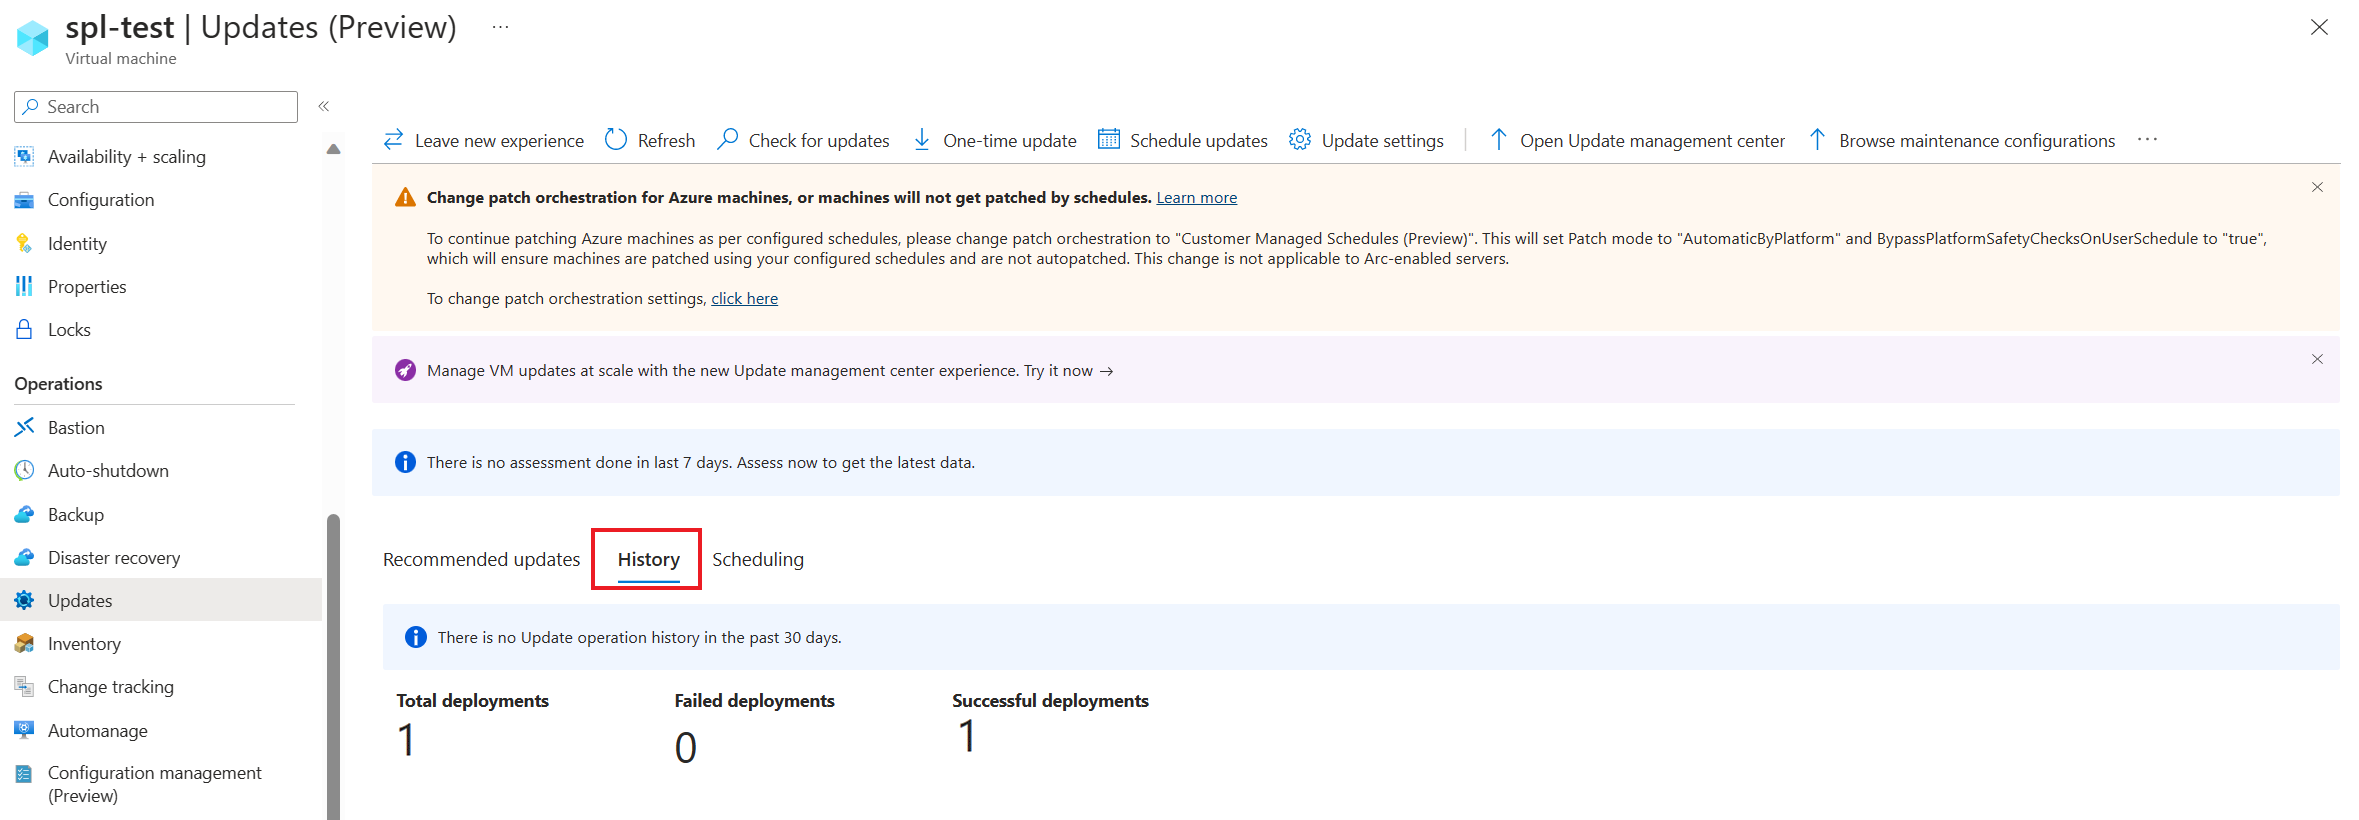 spl-test | Updates (Preview) ···
Virtual machine
Search «
Availability + scaling
Configuration
Identity
Properties
Locks
Operations
Bastion
Auto-shutdown
Backup
Disaster recovery
Updates
Inventory
Change tracking
Automanage
Configuration management
(Preview)
Leave new experience Refresh Check for updates One-time update Schedule updates Update settings Open Update management center Browse maintenance configurations ···
Change patch orchestration for Azure machines, or machines will not get patched by schedules. Learn more
To continue patching Azure machines as per configured schedules, please change patch orchestration to "Customer Managed Schedules (Preview)". This will set Patch mode to "AutomaticByPlatform" and BypassPlatformSafetyChecksOnUserSchedule to "true",
which will ensure machines are patched using your configured schedules and are not autopatched. This change is not applicable to Arc-enabled servers.
To change patch orchestration settings, click here
Manage VM updates at scale with the new Update management center experience. Try it now →
There is no assessment done in last 7 days. Assess now to get the latest data.
Recommended updates History Scheduling
There is no Update operation history in the past 30 days.
Total deployments Failed deployments Successful deployments
1 0 1